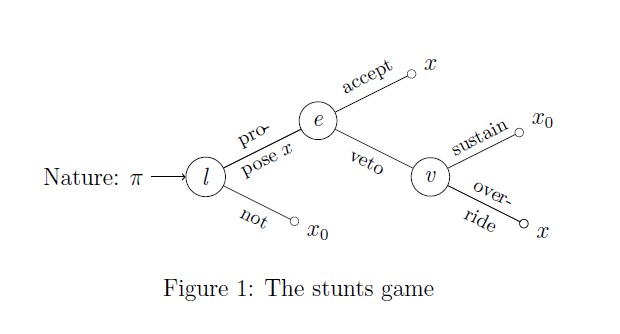 accept
x
pro-
e
pose x
sustain
x₀
veto
Nature: π
l
v
over-
ride
x
not
x₀
Figure 1: The stunts game